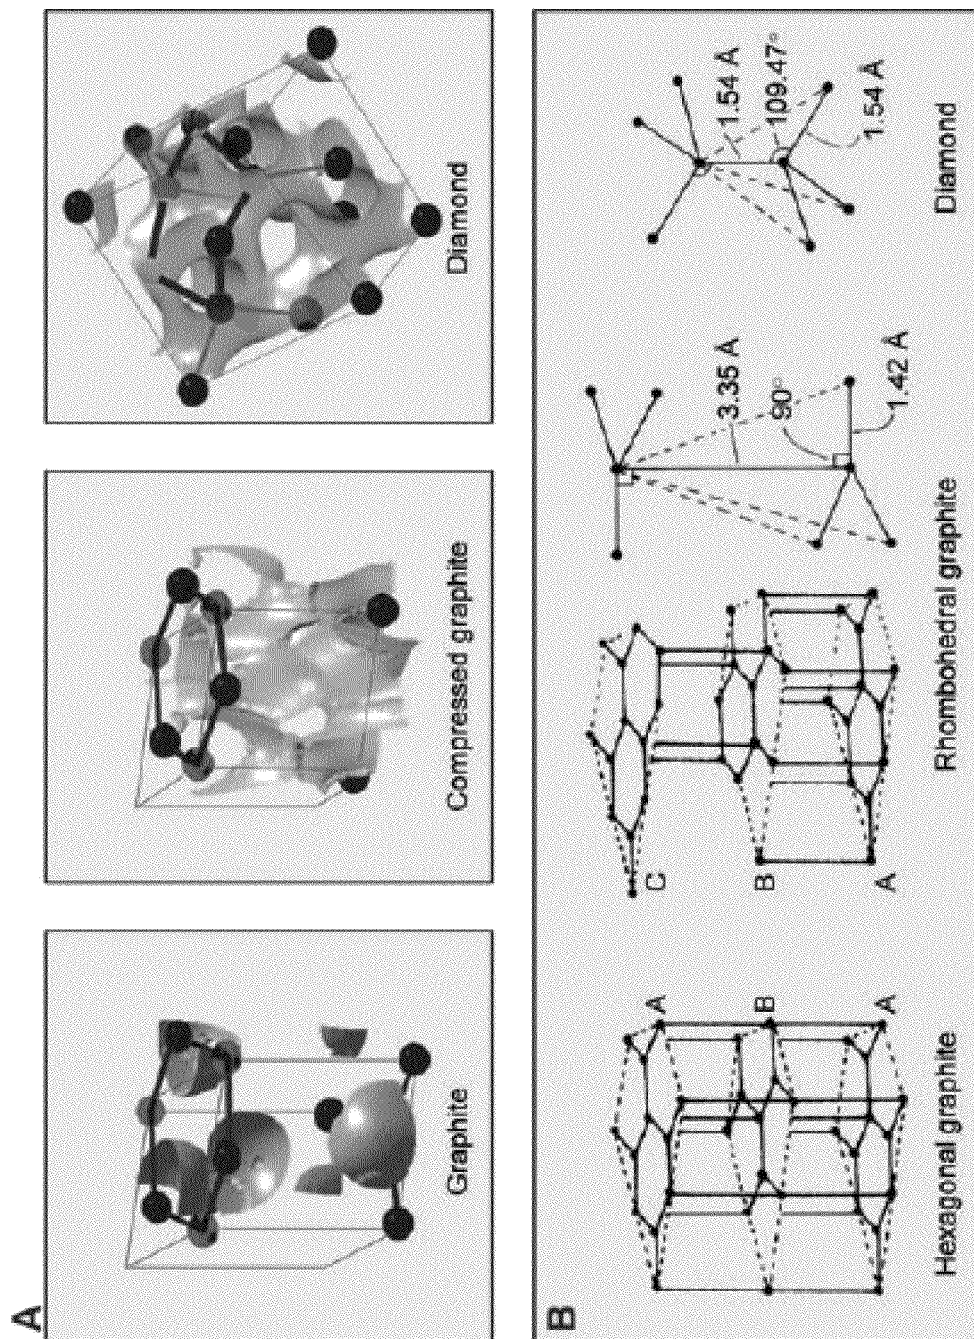 A
Graphite
Compressed graphite
Diamond
B
A
B
A
Hexagonal graphite
C
B
A
Rhombohedral graphite
3.35 Å
90°
1.42 Å
1.54 Å
109.47°
1.54 Å
Diamond